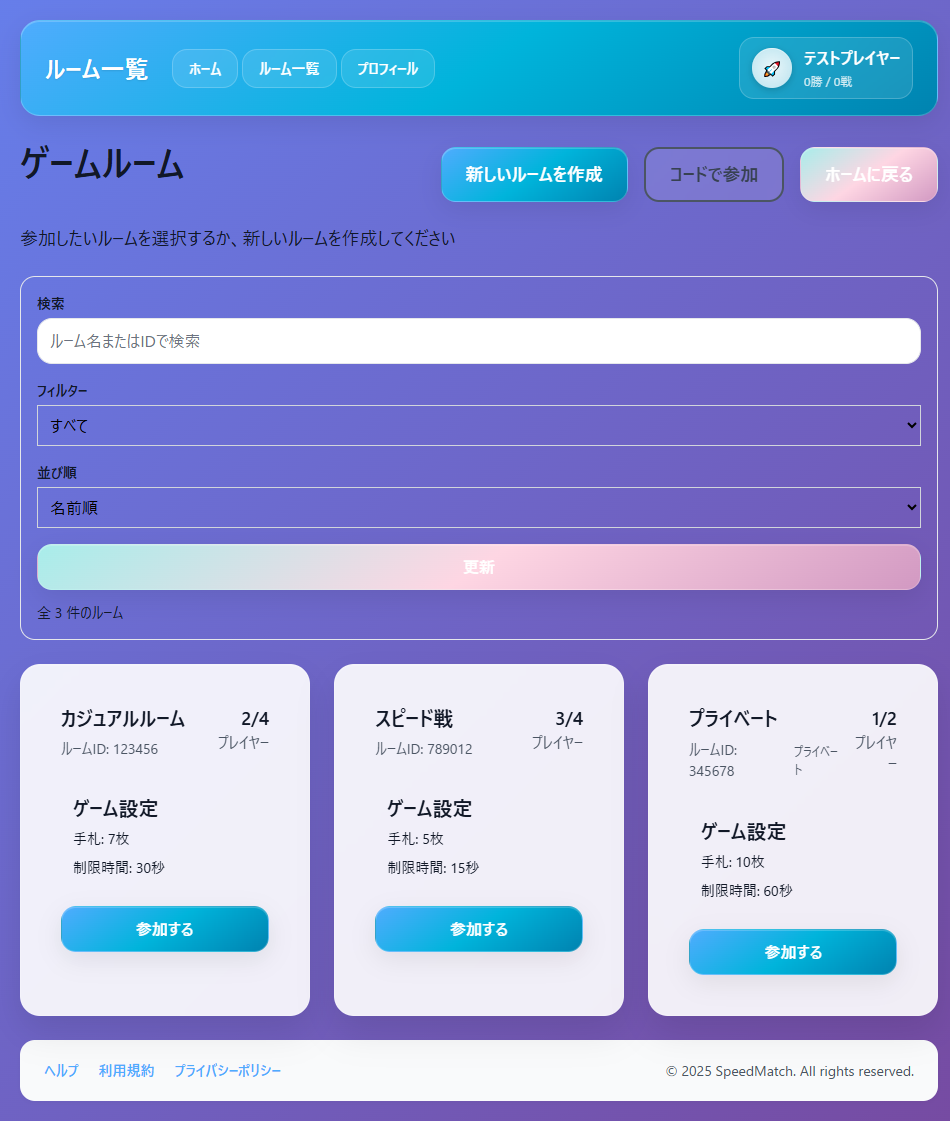 ルーム一覧 ホーム ルーム一覧 プロフィール テストプレイヤー
0勝 / 0戦
ゲームルーム 新しいルームを作成 コードで参加 ホームに戻る
参加したいルームを選択するか、新しいルームを作成してください
検索
ルーム名またはIDで検索
フィルター
すべて
並び順
名前順
更新
全 3 件のルーム
カジュアルルーム 2/4
ルームID: 123456 プレイヤー
ゲーム設定
手札: 7枚
制限時間: 30秒
参加する
スピード戦 3/4
ルームID: 789012 プレイヤー
ゲーム設定
手札: 5枚
制限時間: 15秒
参加する
プライベート 1/2
ルームID: プライベー プレイヤ
345678 ト ー
ゲーム設定
手札: 10枚
制限時間: 60秒
参加する
ヘルプ 利用規約 プライバシーポリシー © 2025 SpeedMatch. All rights reserved.